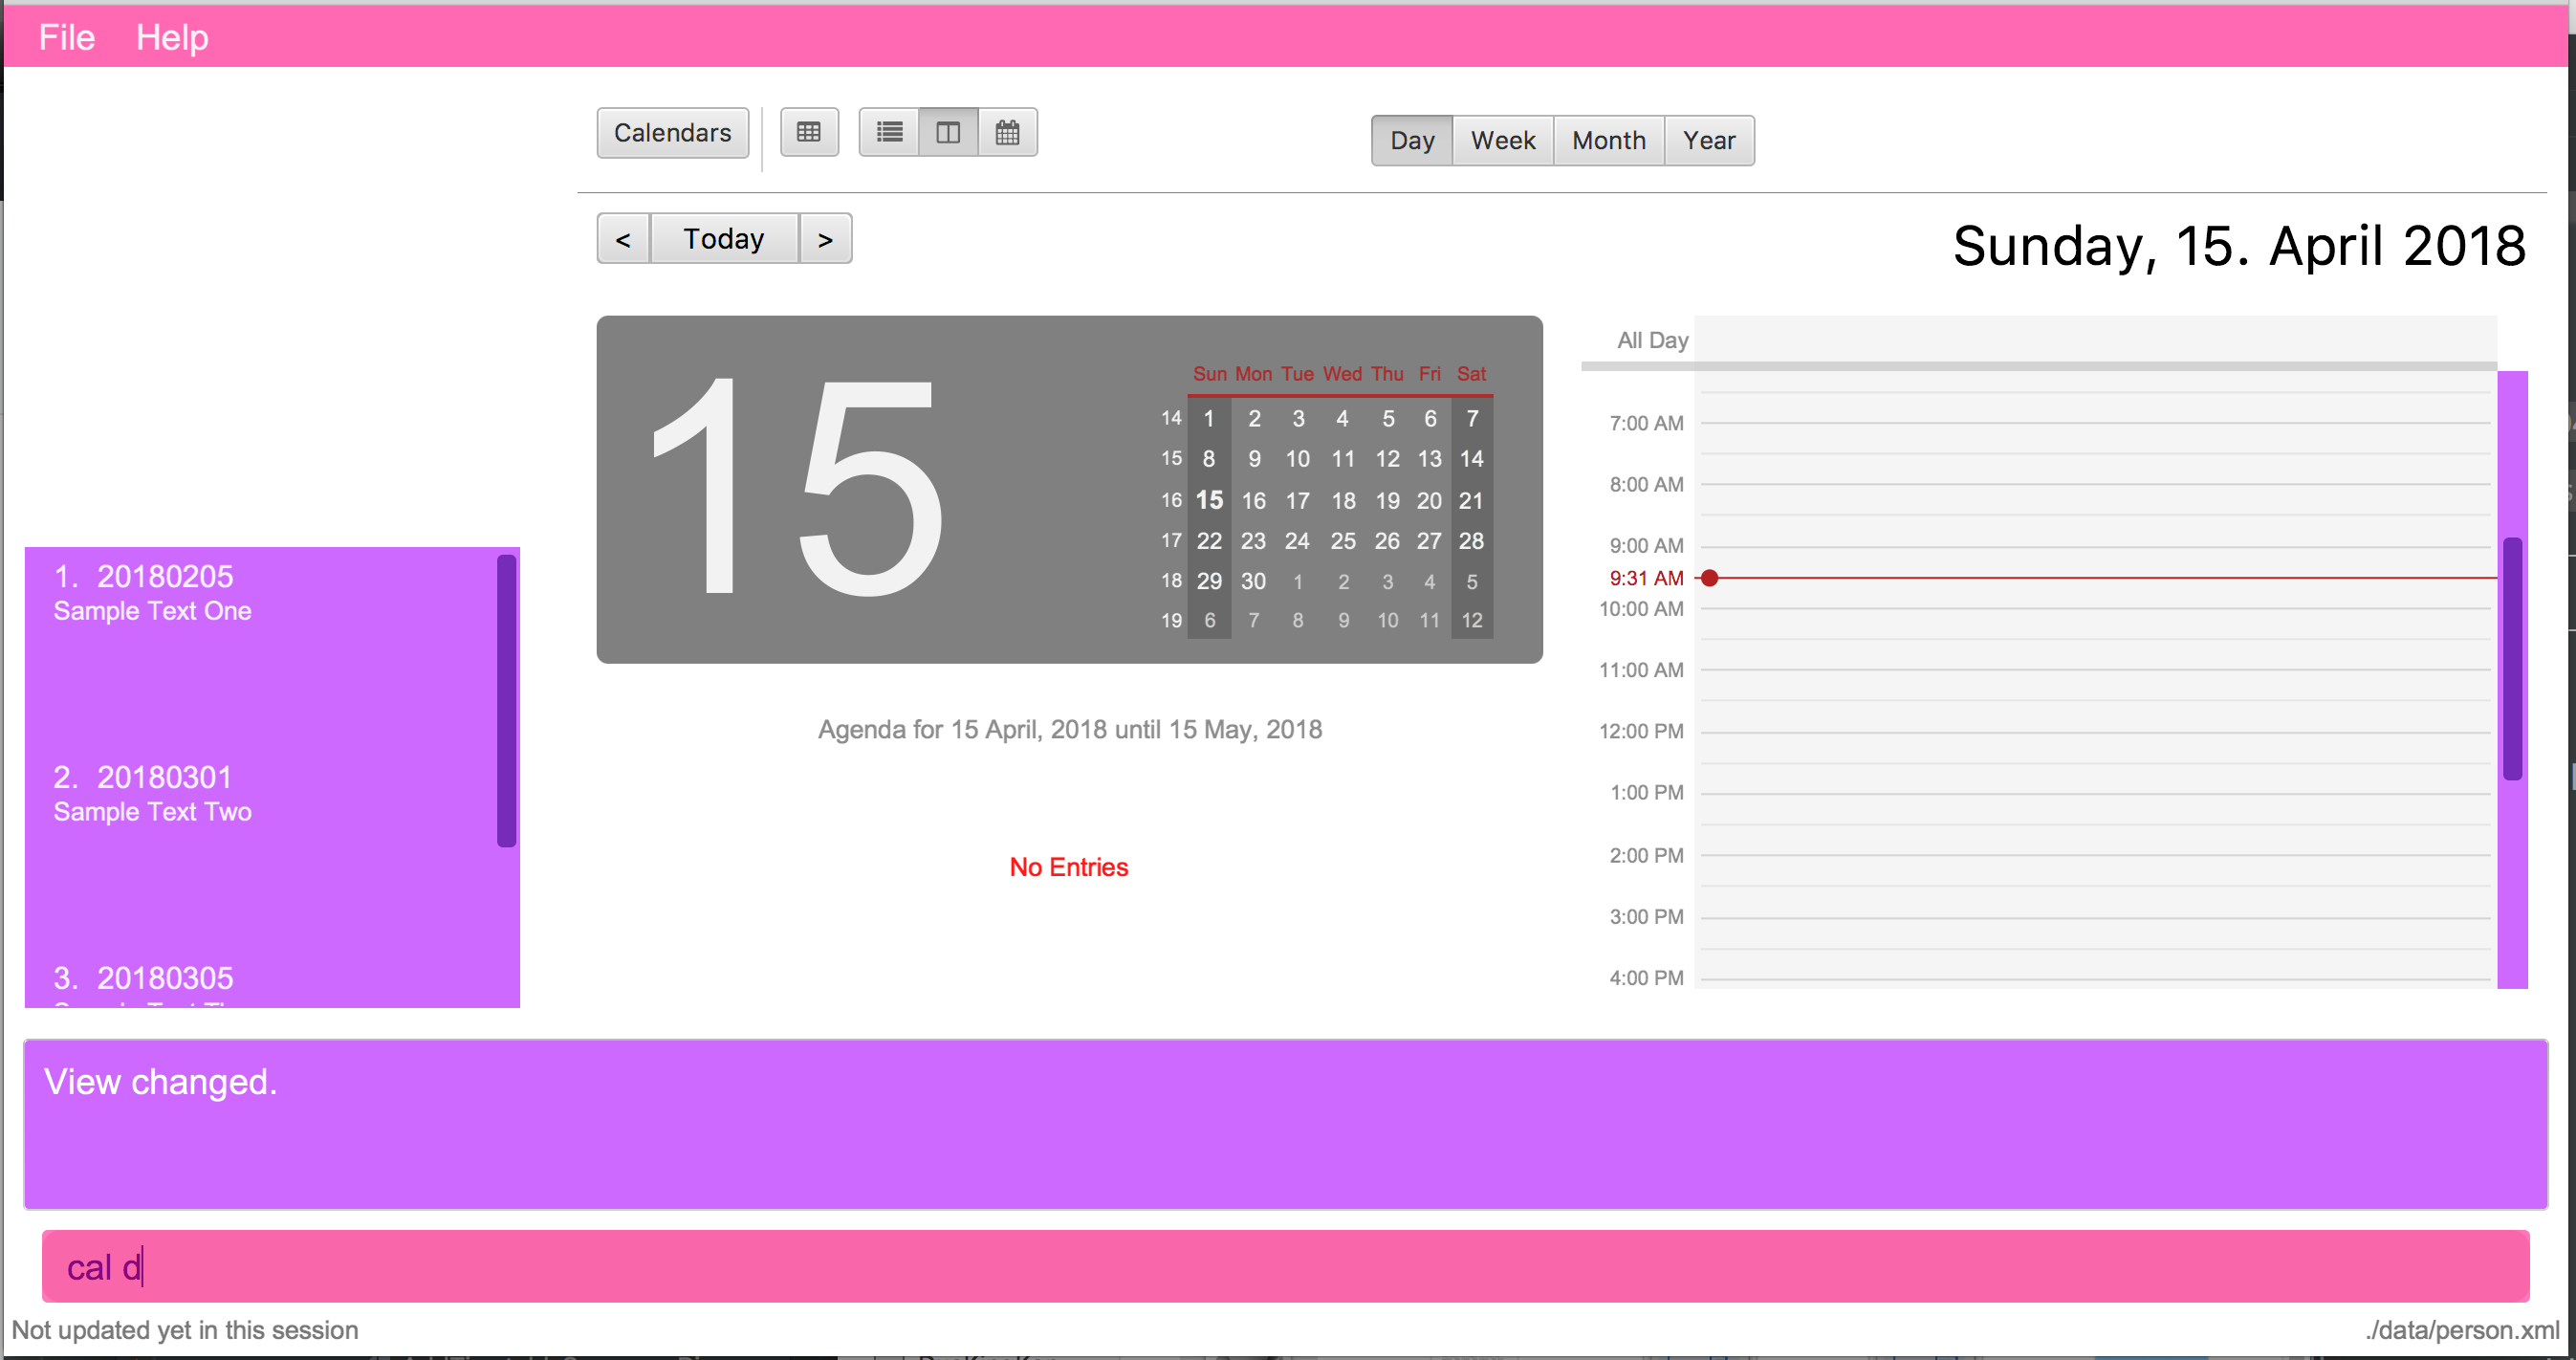 File Help
Calendars
Day Week Month Year
< Today >
Sunday, 15. April 2018
15
Sun Mon Tue Wed Thu Fri Sat
14 1 2 3 4 5 6 7
15 8 9 10 11 12 13 14
16 15 16 17 18 19 20 21
17 22 23 24 25 26 27 28
18 29 30 1 2 3 4 5
19 6 7 8 9 10 11 12
Agenda for 15 April, 2018 until 15 May, 2018
No Entries
All Day
7:00 AM
8:00 AM
9:00 AM
9:31 AM
10:00 AM
11:00 AM
12:00 PM
1:00 PM
2:00 PM
3:00 PM
4:00 PM
1. 20180205
Sample Text One
2. 20180301
Sample Text Two
3. 20180305
View changed.
cal d
Not updated yet in this session
./data/person.xml